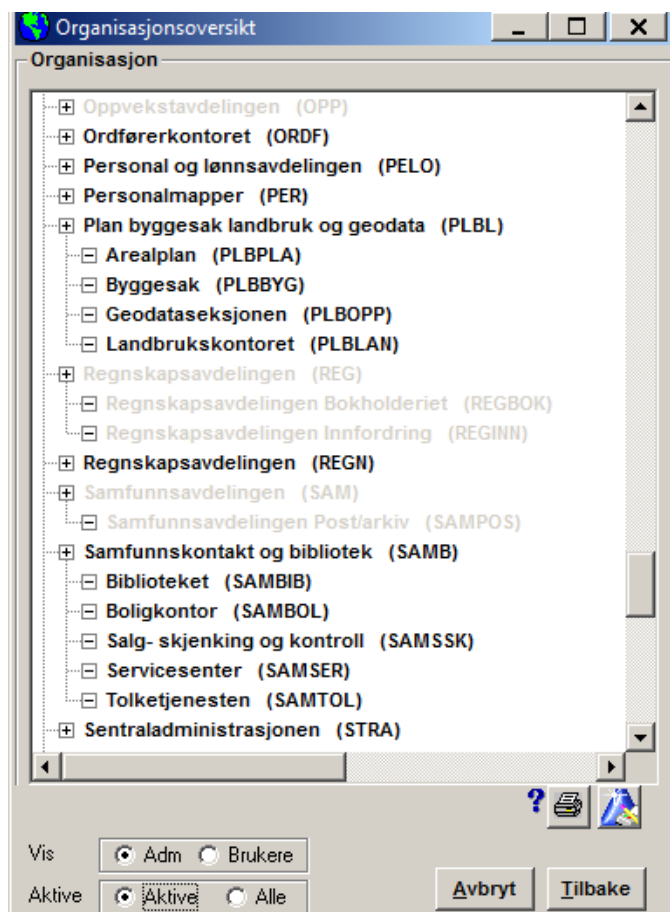 Organisasjonsoversikt
Organisasjon
Oppvekstavdelingen (OPP)
Ordførerkontoret (ORDF)
Personal og lønnsavdelingen (PELO)
Personalmapper (PER)
Plan byggesak landbruk og geodata (PLBL)
Arealplan (PLBPLA)
Byggesak (PLBBYG)
Geodataseksjonen (PLBOPP)
Landbrukskontoret (PLBLAN)
Regnskapsavdelingen (REG)
Regnskapsavdelingen Bokholderiet (REGBOK)
Regnskapsavdelingen Innfordring (REGINN)
Regnskapsavdelingen (REGN)
Samfunnsavdelingen (SAM)
Samfunnsavdelingen Post/arkiv (SAMPOS)
Samfunnskontakt og bibliotek (SAMB)
Biblioteket (SAMBIB)
Boligkontor (SAMBOL)
Salg- skjenking og kontroll (SAMSSK)
Servicesenter (SAMSER)
Tolketjenesten (SAMTOL)
Sentraladministrasjonen (STRA)
?
Vis Adm Brukere
Aktive Aktive Alle
Avbryt Tilbake